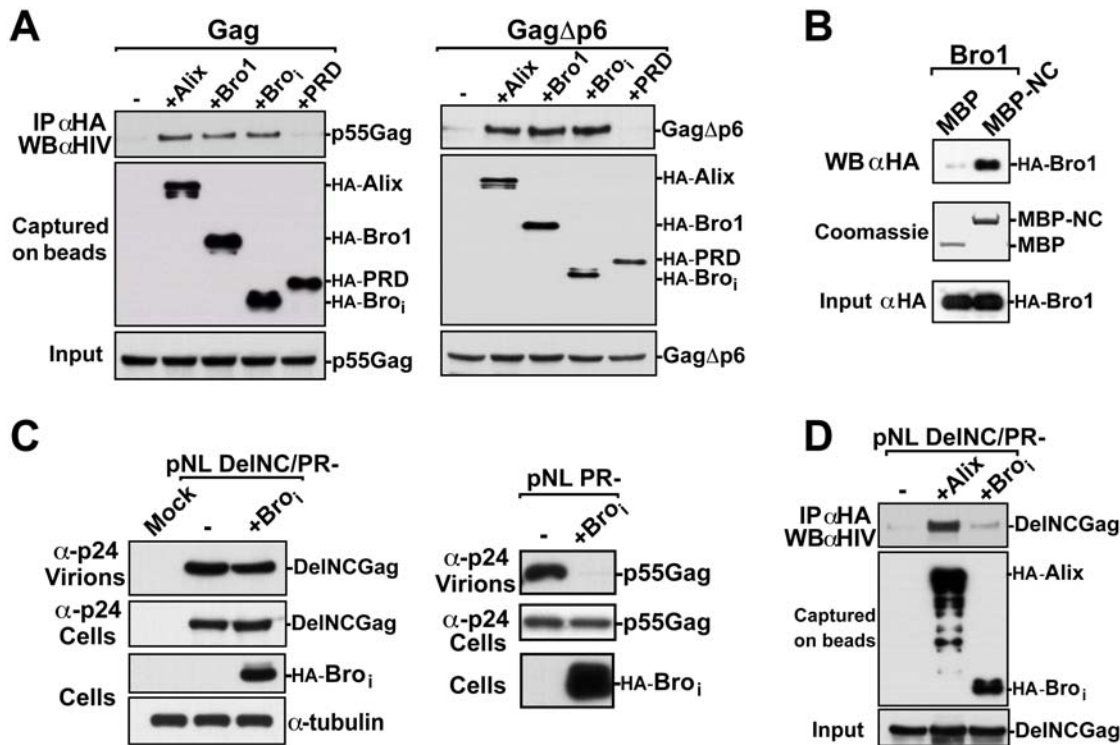 A
Gag
- +Alix +Bro1 +Broi +PRD
IP αHA
WBαHIV
p55Gag
Captured
on beads
HA-Alix
HA-Bro1
HA-PRD
HA-Broi
Input
p55Gag
GagΔp6
- +Alix +Bro1 +Broi +PRD
GagΔp6
HA-Alix
HA-Bro1
HA-PRD
HA-Broi
GagΔp6
B
Bro1
MBP MBP-NC
WB αHA
HA-Bro1
Coomassie
MBP-NC
MBP
Input αHA
HA-Bro1
C
pNL DelNC/PR-
Mock - +Broi
α-p24
Virions
DelNCGag
α-p24
Cells
DelNCGag
Cells
HA-Broi
α-tubulin
pNL PR-
- +Broi
α-p24
Virions
p55Gag
α-p24
Cells
p55Gag
Cells
HA-Broi
D
pNL DelNC/PR-
- +Alix +Broi
IP αHA
WBαHIV
DelNCGag
Captured
on beads
HA-Alix
HA-Broi
Input
DelNCGag